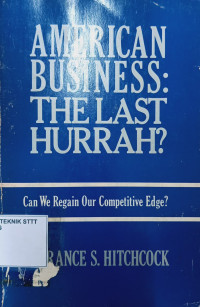 AMERICAN
BUSINESS:
THE LAST
HURRAH?
Can We Regain Our Competitive Edge?
TEKNIK STTT
RANCE S. HITCHCOCK